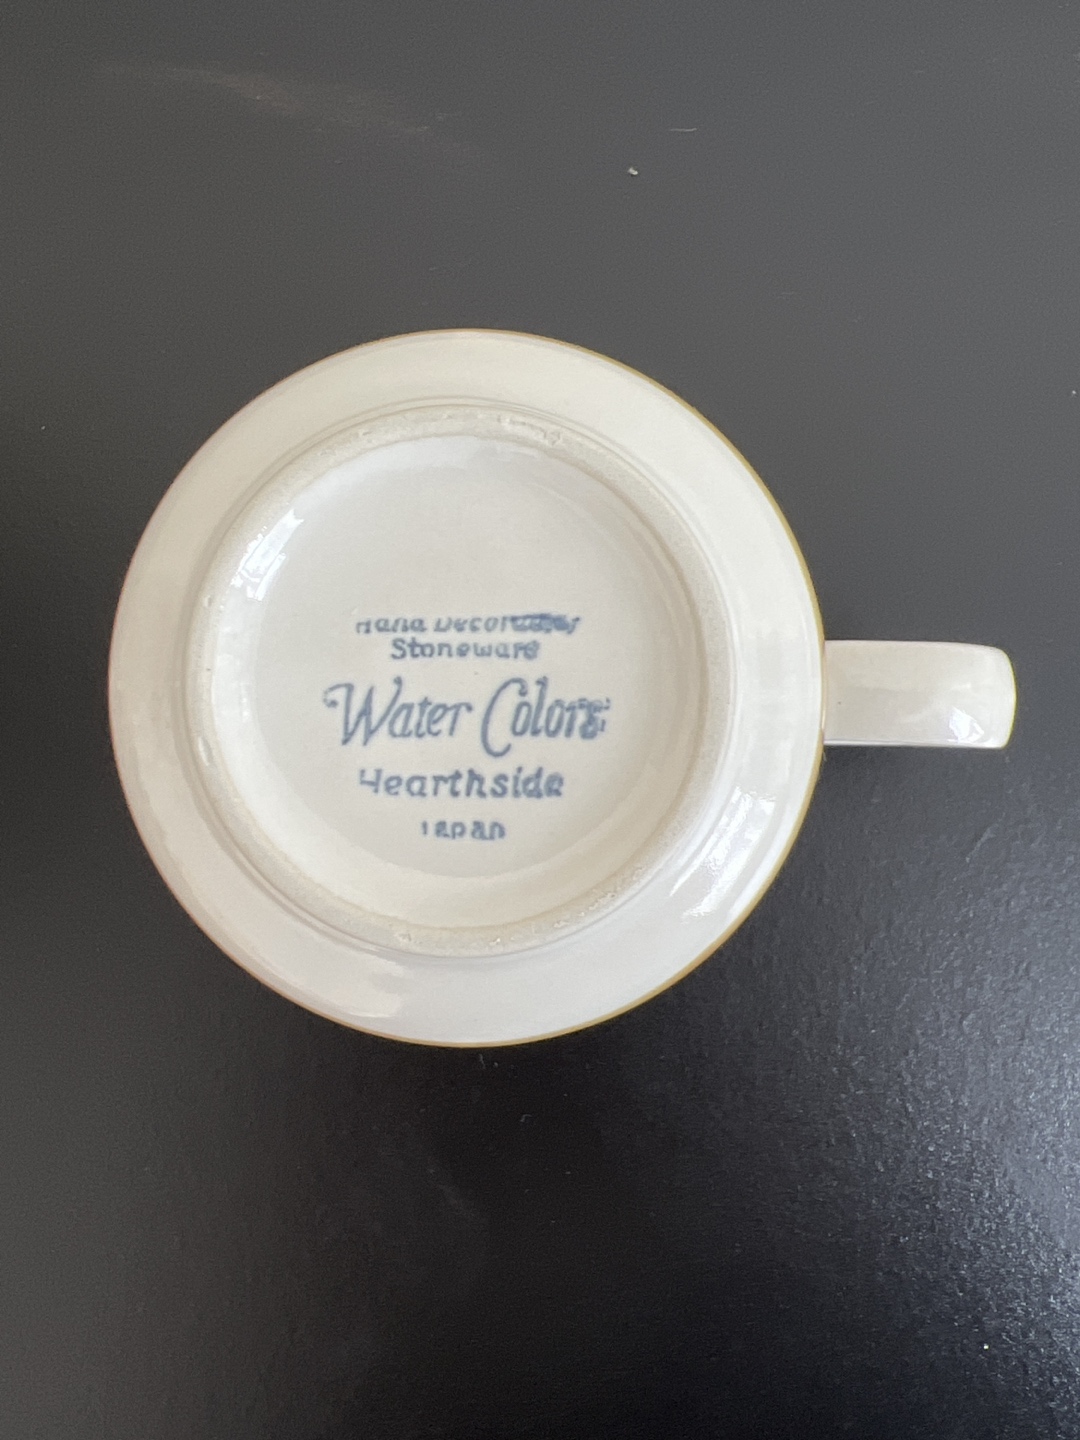 Hand Decorated
Stoneware
Water Colors
Hearthside
Japan